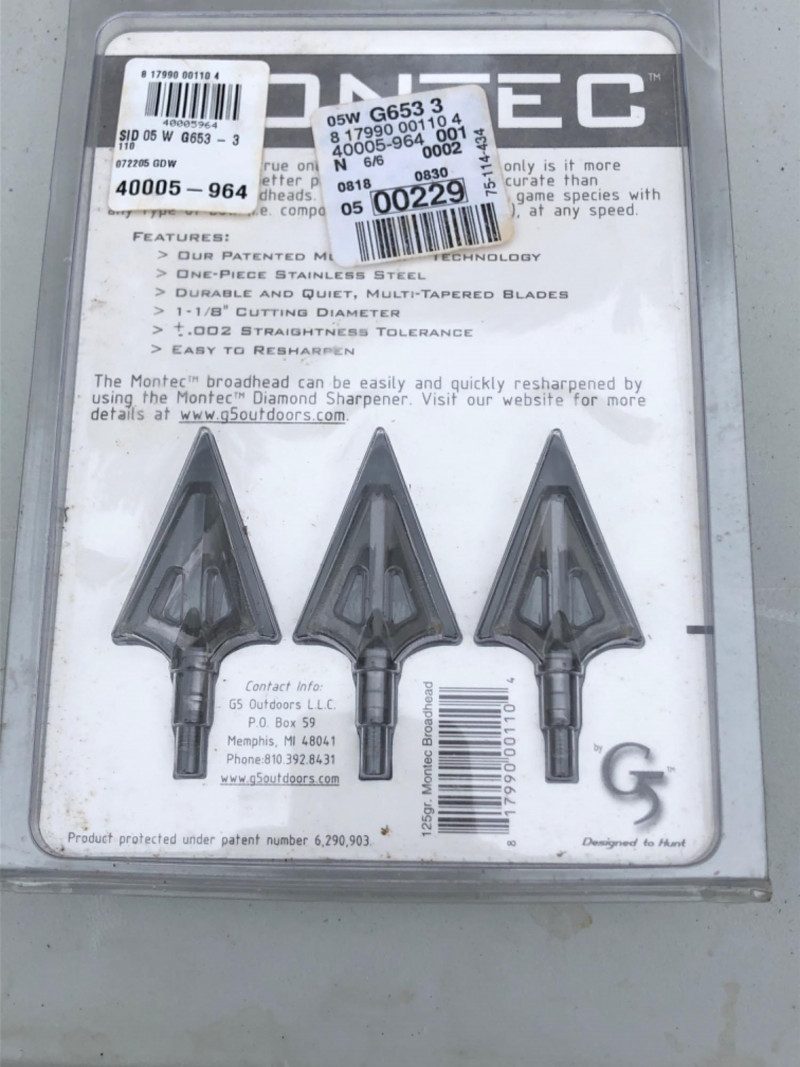 8 17990 00110 4
40005964
SID 05 W G653 - 3
110
072205 GDW
40005-964
ONTEC™
05W G653 3
8 17990 00110 4
40005-964 001
N 6/6 0002
0818 0830
05 00229
75-114-434
rue only is it more
curate than
dheads. game species with
any type of i.e. ), at any speed.
FEATURES:
> OUR PATENTED TECHNOLOGY
> ONE-PIECE STAINLESS STEEL
> DURABLE AND QUIET, MULTI-TAPERED BLADES
> 1-1/8" CUTTING DIAMETER
> ±.002 STRAIGHTNESS TOLERANCE
> EASY TO RESHARPEN
The Montec™ broadhead can be easily and quickly resharpened by
using the Montec™ Diamond Sharpener. Visit our website for more
details at www.g5outdoors.com.
Contact Info:
G5 Outdoors L.L.C.
P.O. Box 59
Memphis, MI 48041
Phone:810.392.8431
www.g5outdoors.com
125gr. Montec Broadhead
8 17990 00110 4
by G5™
Designed to Hunt
Product protected under patent number 6,290,903.